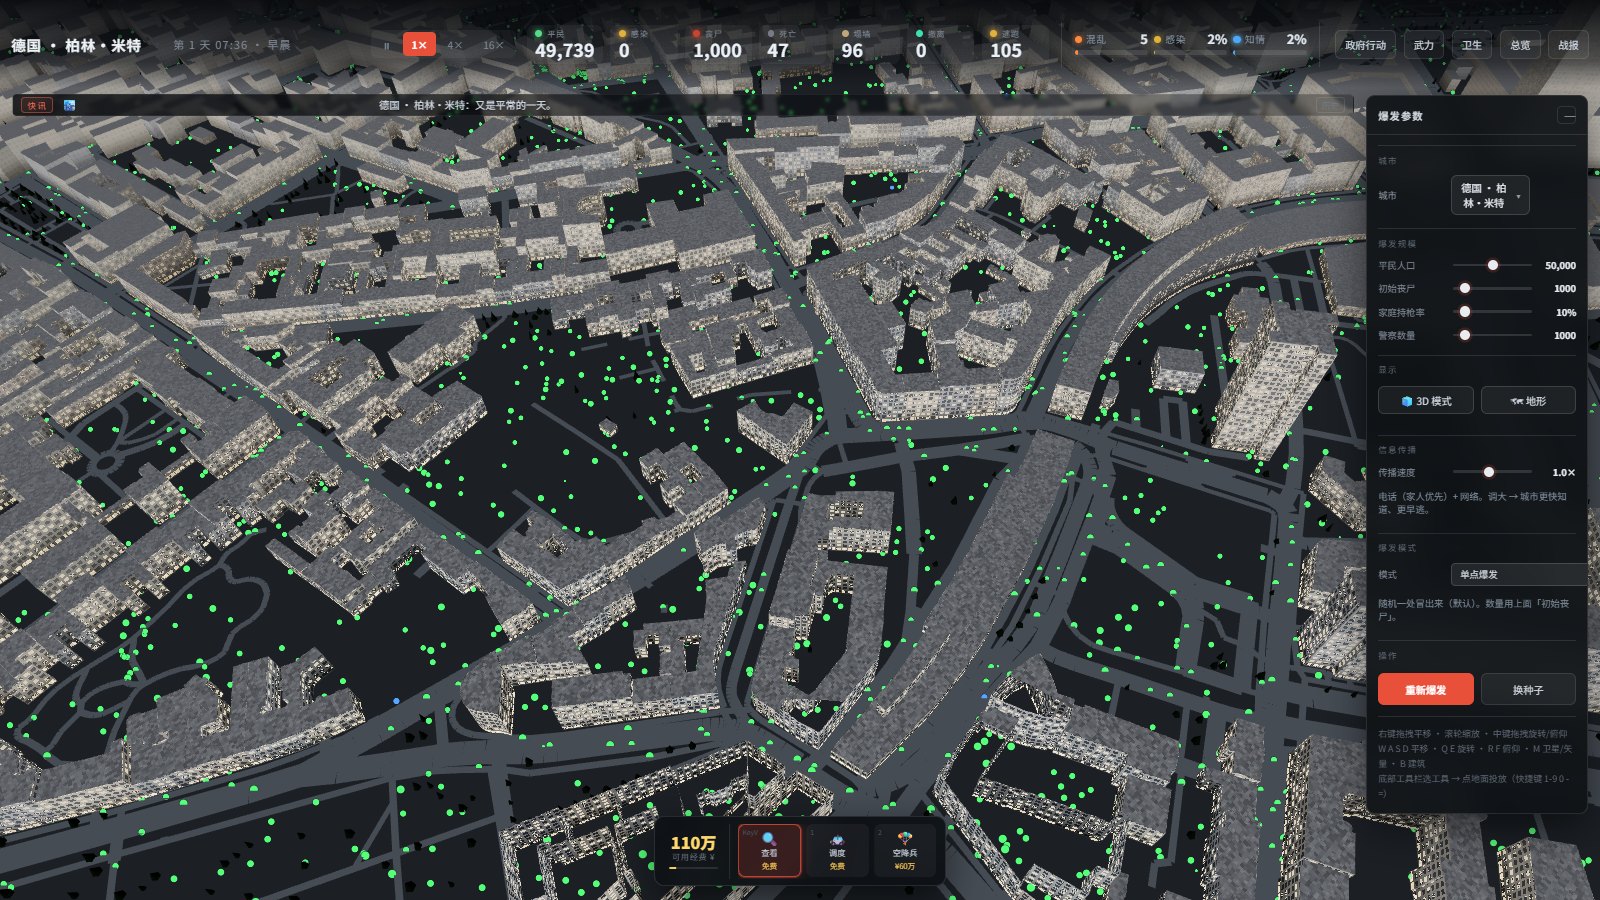 德国 · 柏林·米特
第 1 天 07:36 · 早晨
1×
4×
16×
平民
49,739
感染
0
丧尸
1,000
死亡
47
塌墙
96
撤离
0
逃跑
105
混乱
5
感染
2%
知情
2%
政府行动
武力
卫生
总览
战报
快讯
德国 · 柏林·米特：又是平常的一天。
爆发参数
城市
城市
德国 · 柏
林·米特
爆发规模
平民人口
50,000
初始丧尸
1000
家庭持枪率
10%
警察数量
1000
显示
3D 模式
地形
信息传播
传播速度
1.0×
电话（家人优先）+ 网络。调大 → 城市更快知
道、更早逃。
爆发模式
模式
单点爆发
随机一处冒出来（默认）。数量用上面「初始丧
尸」。
操作
重新爆发
换种子
右键拖拽平移 · 滚轮缩放 · 中键拖拽旋转/俯仰
WASD 平移 · QE 旋转 · RF 俯仰 · M 卫星/矢
量 · B 建筑
底部工具栏选工具 → 点地面投放（快捷键 1-9 0 -
=）
110万
可用经费 ¥
KeyV
查看
免费
1
调度
免费
2
空降兵
¥60万